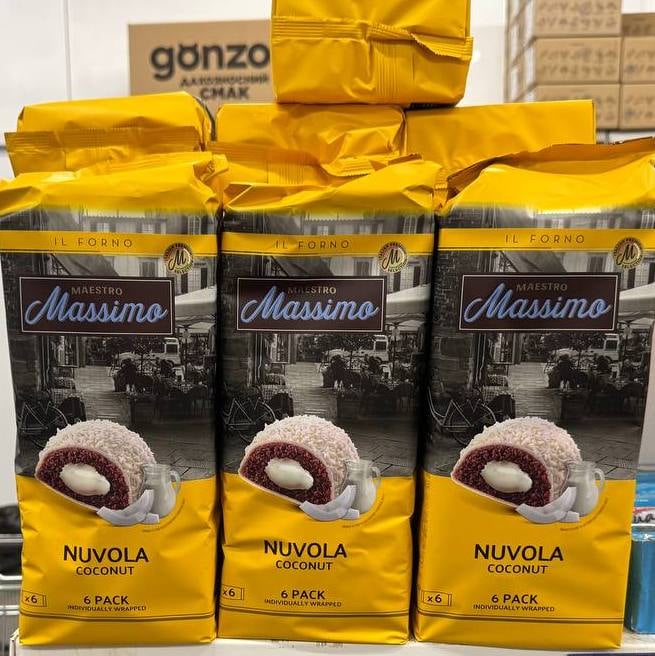 gonzo
ДАХОЗНОСНИЙ
СМАК
IL FORNO
M
MAESTRO
Massimo
NUVOLA
COCONUT
x6
6 PACK
INDIVIDUALLY WRAPPED
IL FORNO
M
MAESTRO
Massimo
NUVOLA
COCONUT
x6
6 PACK
INDIVIDUALLY WRAPPED
IL FORNO
M
MAESTRO
Massimo
NUVOLA
COCONUT
x6
6 PACK
INDIVIDUALLY WRAPPED